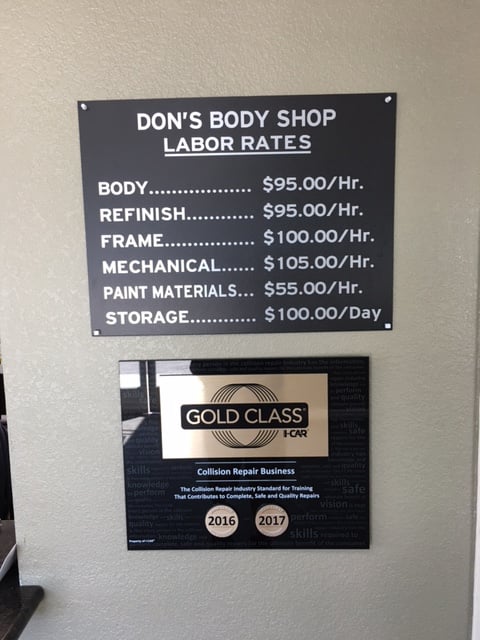 DON'S BODY SHOP
LABOR RATES
BODY.................. $95.00/Hr.
REFINISH............ $95.00/Hr.
FRAME................ $100.00/Hr.
MECHANICAL...... $105.00/Hr.
PAINT MATERIALS... $55.00/Hr.
STORAGE............ $100.00/Day
GOLD CLASS®
I-CAR
Collision Repair Business
The Collision Repair Industry Standard for Training
That Contributes to Complete, Safe and Quality Repairs
2016 2017